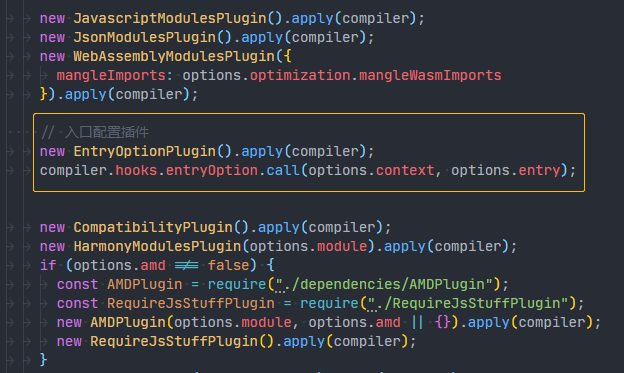 new JavascriptModulesPlugin().apply(compiler);
new JsonModulesPlugin().apply(compiler);
new WebAssemblyModulesPlugin({
mangleImports: options.optimization.mangleWasmImports
}).apply(compiler);
// 入口配置插件
new EntryOptionPlugin().apply(compiler);
compiler.hooks.entryOption.call(options.context, options.entry);
new CompatibilityPlugin().apply(compiler);
new HarmonyModulesPlugin(options.module).apply(compiler);
if (options.amd !== false) {
const AMDPlugin = require("./dependencies/AMDPlugin");
const RequireJsStuffPlugin = require("./RequireJsStuffPlugin");
new AMDPlugin(options.module, options.amd || {}).apply(compiler);
new RequireJsStuffPlugin().apply(compiler);
}